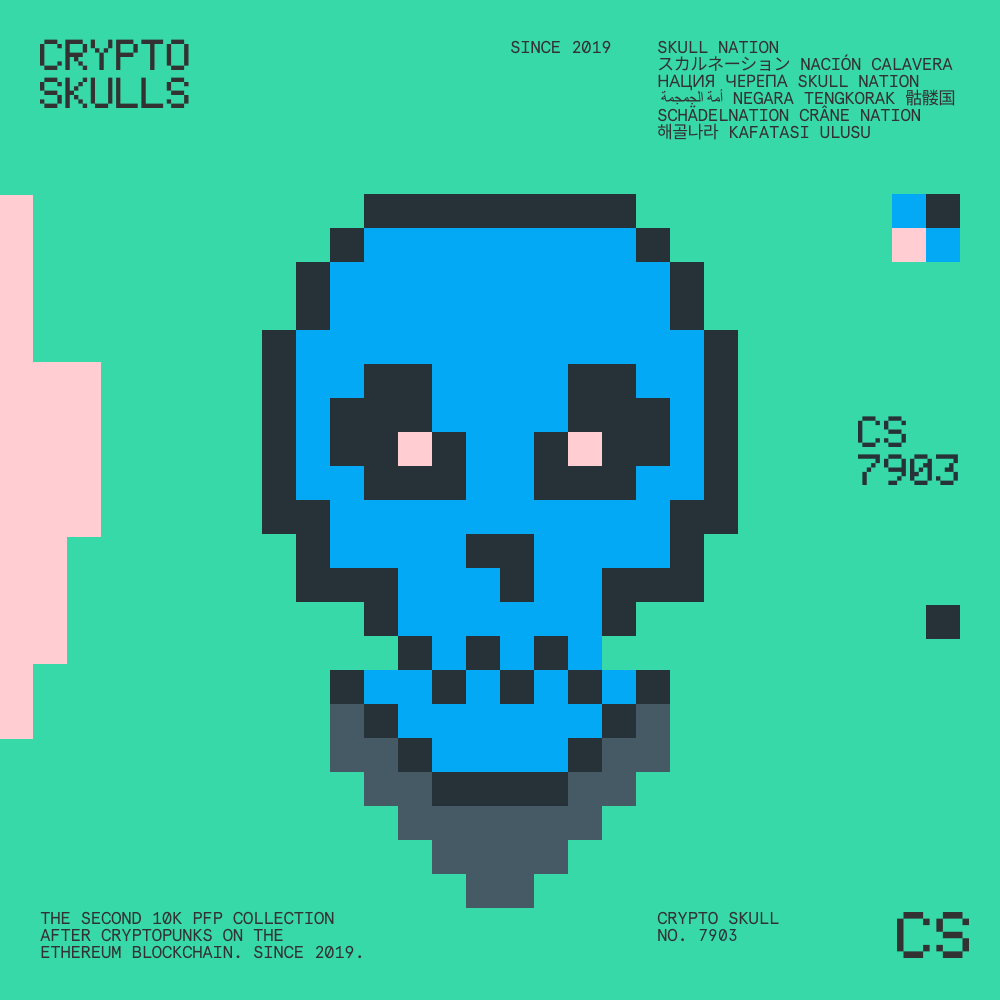 CRYPTO
SKULLS
SINCE 2019
SKULL NATION
スカルネーション NACIÓN CALAVERA
НАЦИЯ ЧЕРЕПА SKULL NATION
أمة الجمجمة NEGARA TENGKORAK 骷髅国
SCHÄDELNATION CRÂNE NATION
해골나라 KAFATASI ULUSU
CS
7903
THE SECOND 10K PFP COLLECTION
AFTER CRYPTOPUNKS ON THE
ETHEREUM BLOCKCHAIN. SINCE 2019.
CRYPTO SKULL
NO. 7903
CS